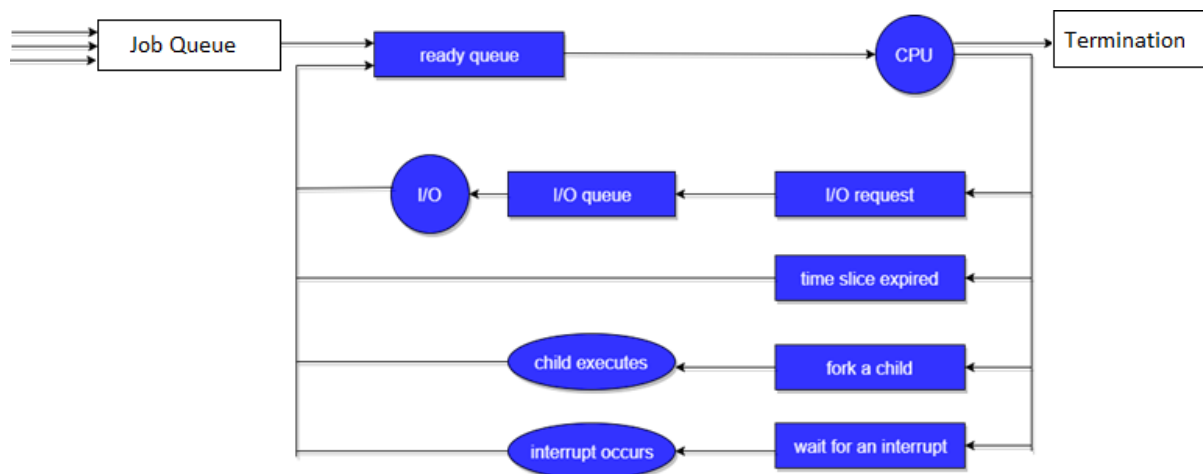 Job Queue
ready queue
CPU
Termination
I/O
I/O queue
I/O request
time slice expired
child executes
fork a child
interrupt occurs
wait for an interrupt